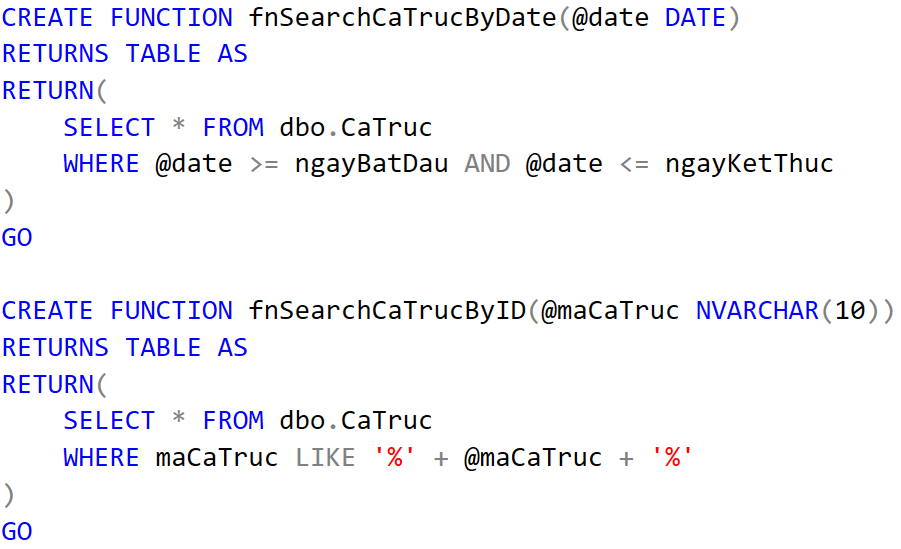 CREATE FUNCTION fnSearchCaTrucByDate(@date DATE)
RETURNS TABLE AS
RETURN(
    SELECT * FROM dbo.CaTruc
    WHERE @date >= ngayBatDau AND @date <= ngayKetThuc
)
GO

CREATE FUNCTION fnSearchCaTrucByID(@maCaTruc NVARCHAR(10))
RETURNS TABLE AS
RETURN(
    SELECT * FROM dbo.CaTruc
    WHERE maCaTruc LIKE '%' + @maCaTruc + '%'
)
GO